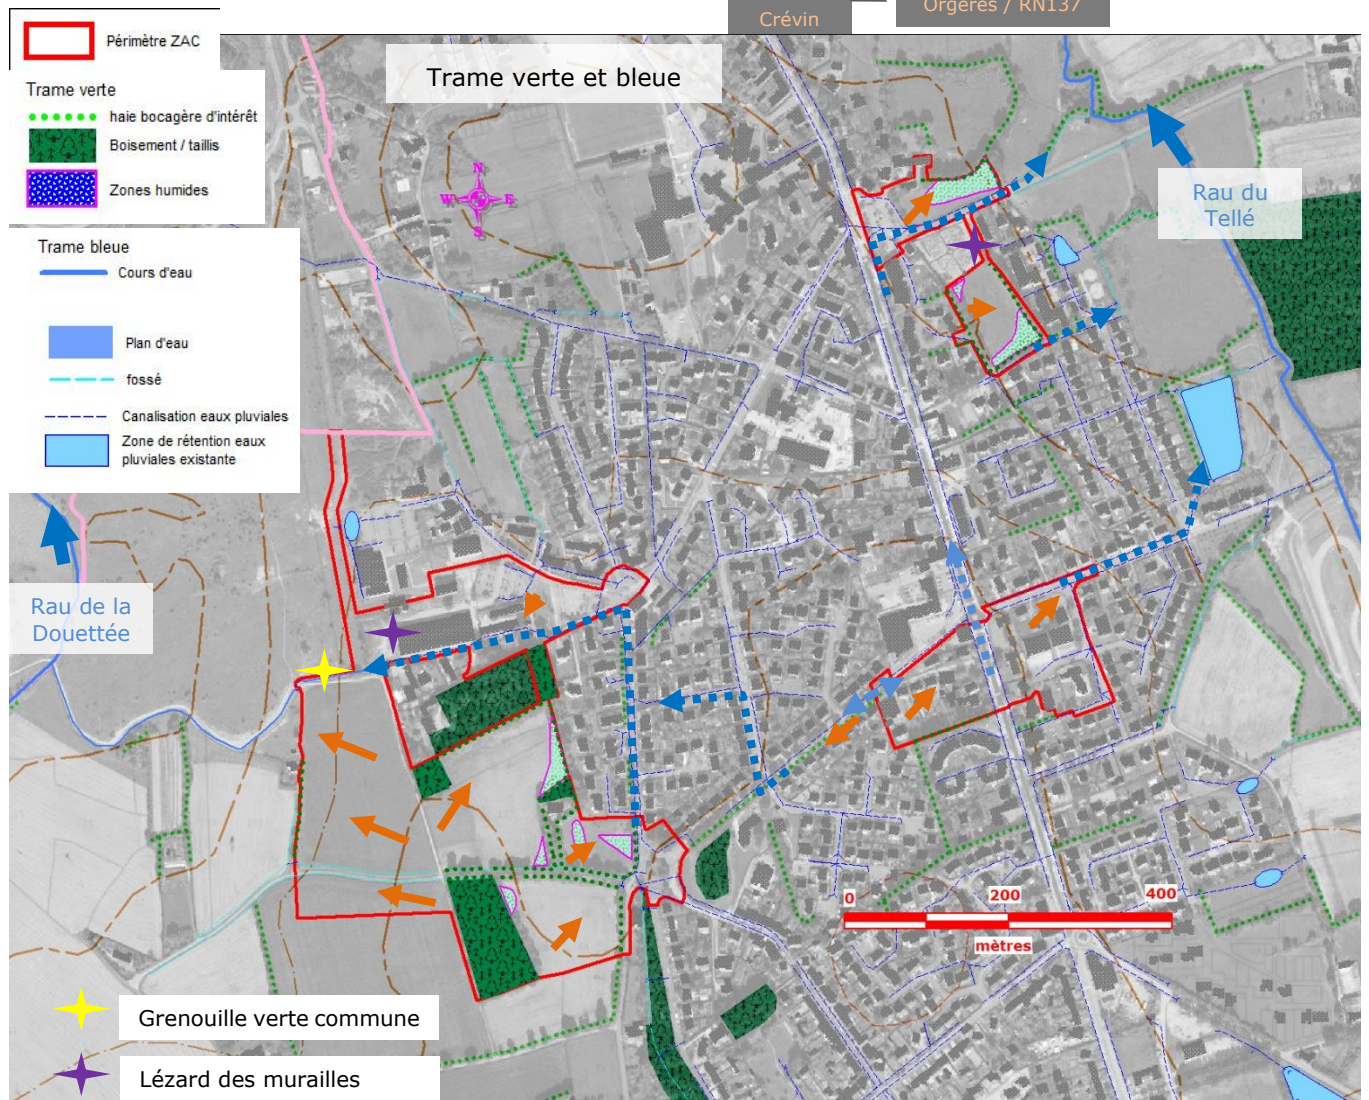 Crévin
Orgères / RN137
Périmètre ZAC
Trame verte
haie bocagère d'intérêt
Boisement / taillis
Zones humides
Trame bleue
Cours d'eau
Plan d'eau
fossé
Canalisation eaux pluviales
Zone de rétention eaux
pluviales existante
Trame verte et bleue
N
W E
S
Rau du
Tellé
Rau de la
Douettée
0 200 400
mètres
Grenouille verte commune
Lézard des murailles